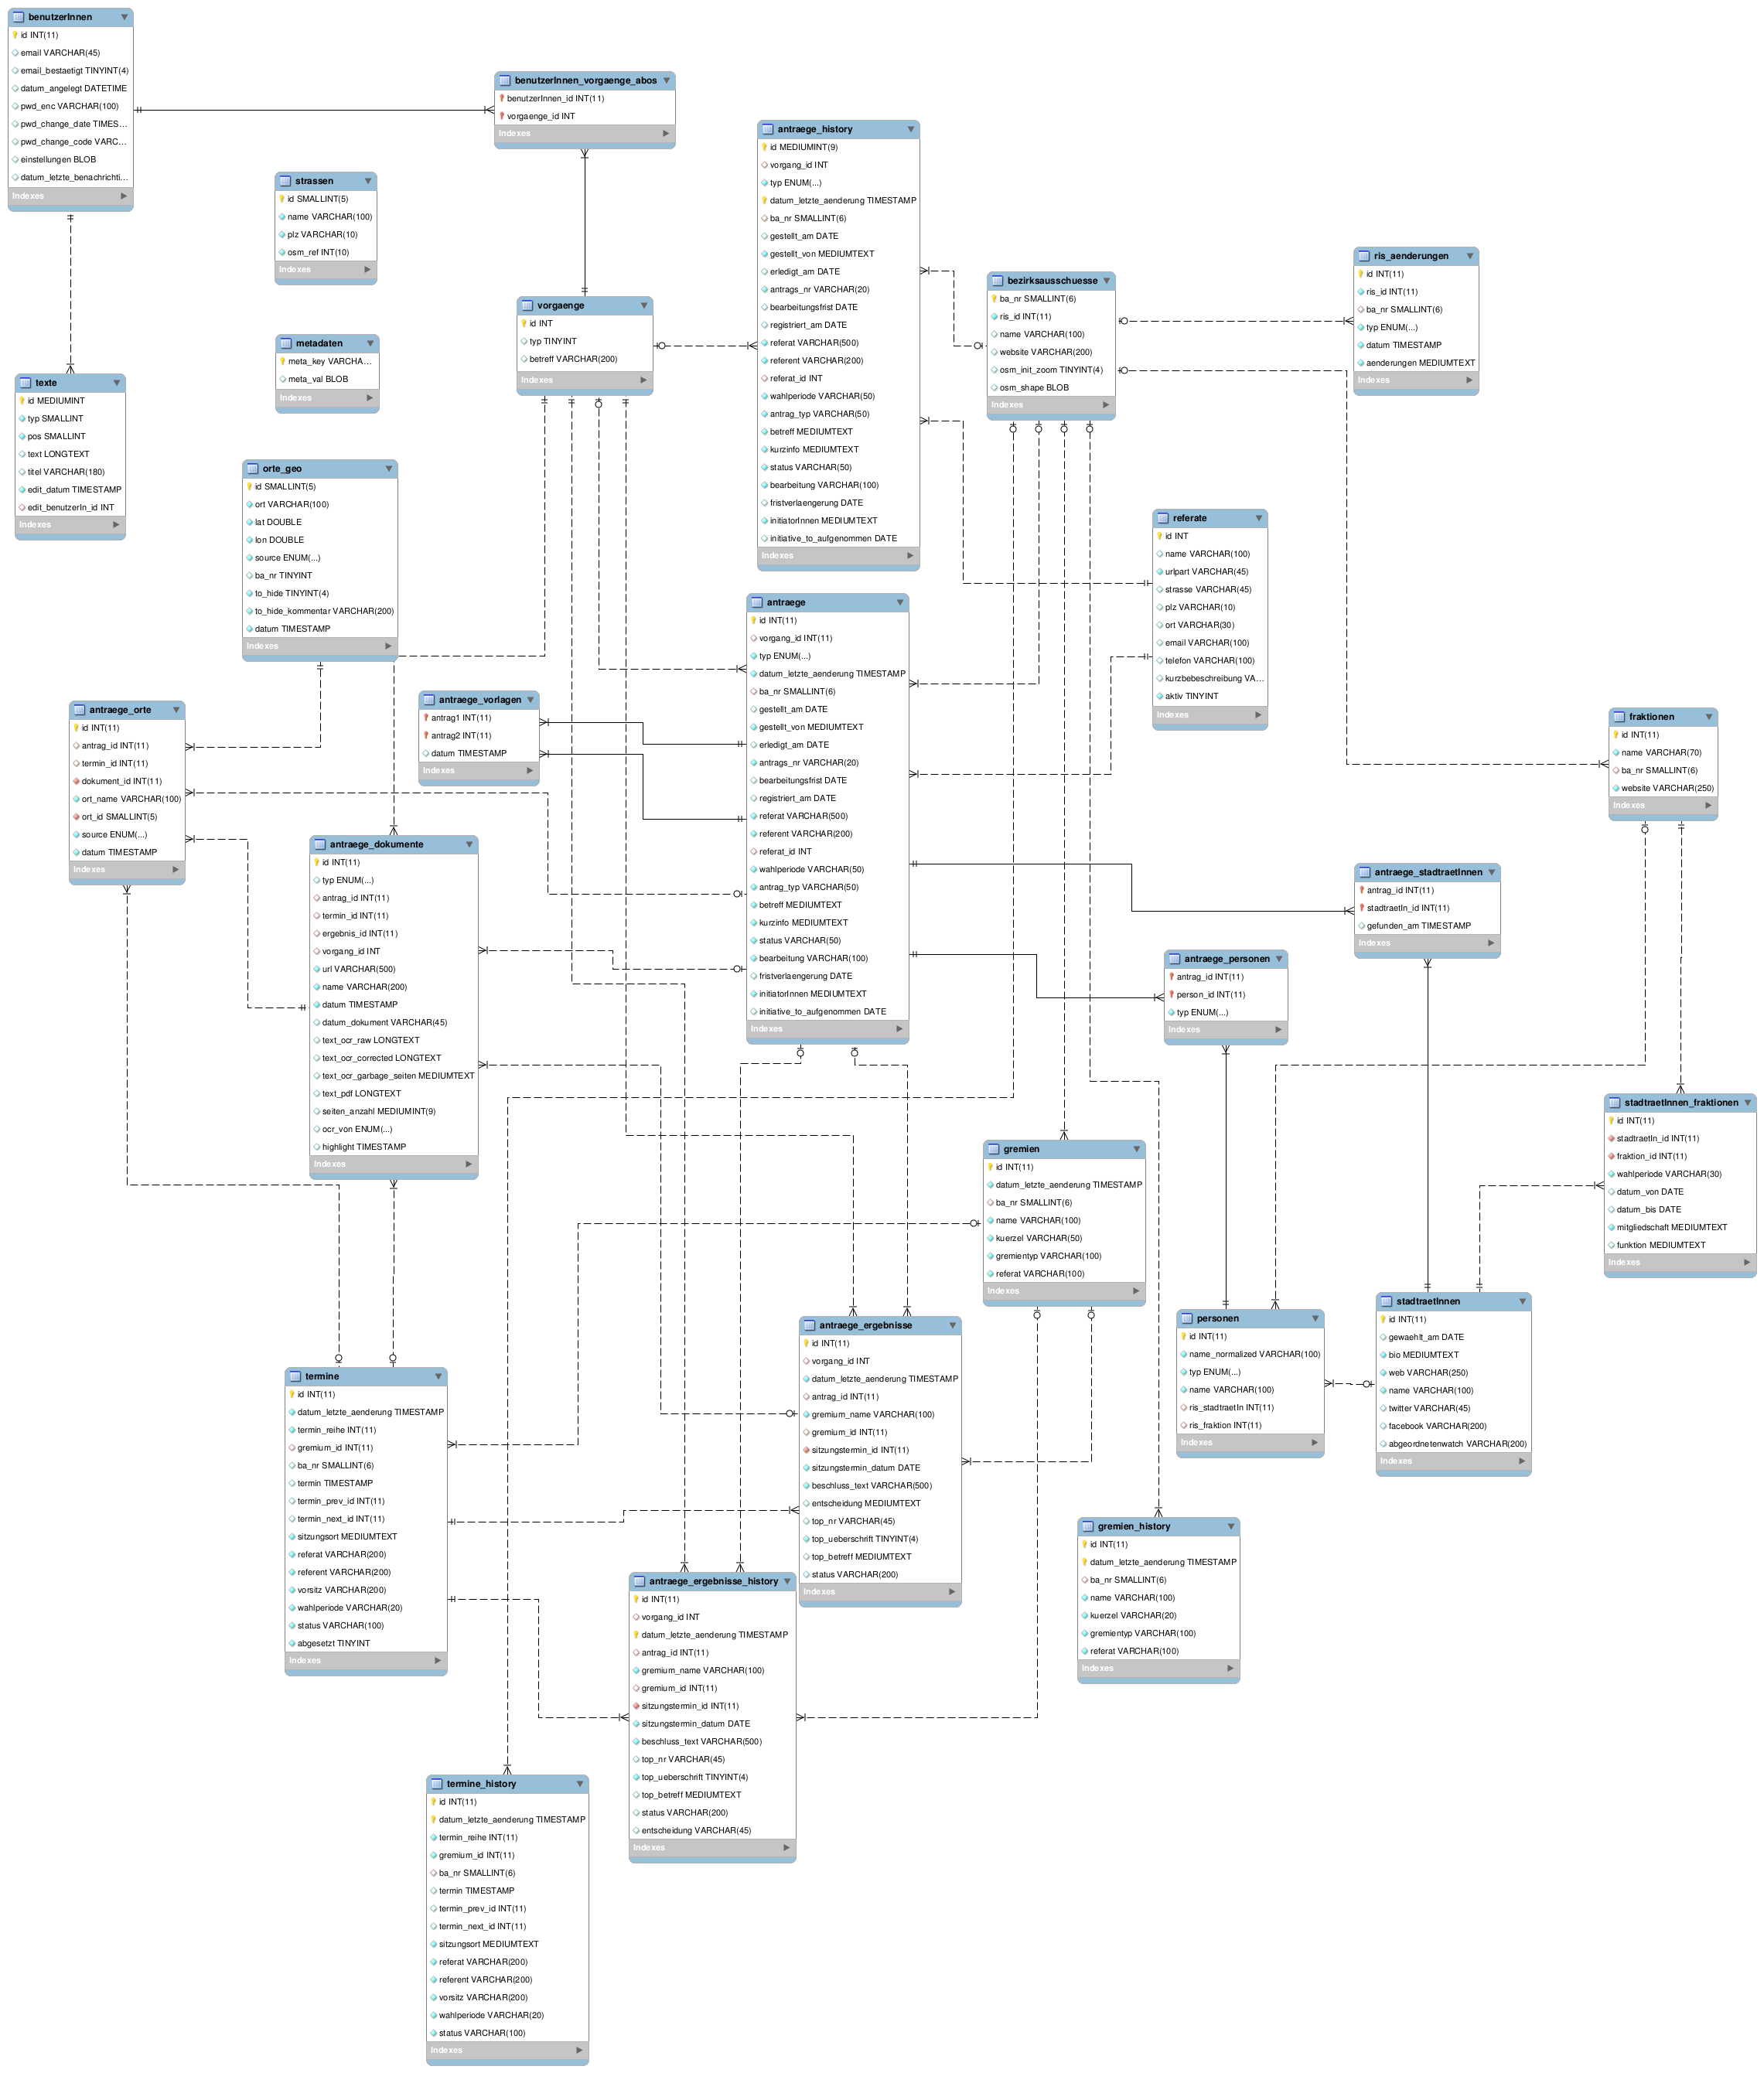 benutzerInnen
id INT(11)
email VARCHAR(45)
email_bestaetigt TINYINT(4)
datum_angelegt DATETIME
pwd_enc VARCHAR(100)
pwd_change_date TIMES...
pwd_change_code VARC...
einstellungen BLOB
datum_letzte_benachrichti...
Indexes
benutzerInnen_vorgaenge_abos
benutzerInnen_id INT(11)
vorgaenge_id INT
Indexes
strassen
id SMALLINT(5)
name VARCHAR(100)
plz VARCHAR(10)
osm_ref INT(10)
Indexes
metadaten
meta_key VARCHA...
meta_val BLOB
Indexes
texte
id MEDIUMINT
typ SMALLINT
pos SMALLINT
text LONGTEXT
titel VARCHAR(180)
edit_datum TIMESTAMP
edit_benutzerIn_id INT
Indexes
vorgaenge
id INT
typ TINYINT
betreff VARCHAR(200)
Indexes
antraege_history
id MEDIUMINT(9)
vorgang_id INT
typ ENUM(...)
datum_letzte_aenderung TIMESTAMP
ba_nr SMALLINT(6)
gestellt_am DATE
gestellt_von MEDIUMTEXT
erledigt_am DATE
antrags_nr VARCHAR(20)
bearbeitungsfrist DATE
registriert_am DATE
referat VARCHAR(500)
referent VARCHAR(200)
referat_id INT
wahlperiode VARCHAR(50)
antrag_typ VARCHAR(50)
betreff MEDIUMTEXT
kurzinfo MEDIUMTEXT
status VARCHAR(50)
bearbeitung VARCHAR(100)
fristverlaengerung DATE
initiatorInnen MEDIUMTEXT
initiative_to_aufgenommen DATE
Indexes
bezirksausschuesse
ba_nr SMALLINT(6)
ris_id INT(11)
name VARCHAR(100)
website VARCHAR(200)
osm_init_zoom TINYINT(4)
osm_shape BLOB
Indexes
ris_aenderungen
id INT(11)
ris_id INT(11)
ba_nr SMALLINT(6)
typ ENUM(...)
datum TIMESTAMP
aenderungen MEDIUMTEXT
Indexes
orte_geo
id SMALLINT(5)
ort VARCHAR(100)
lat DOUBLE
lon DOUBLE
source ENUM(...)
ba_nr TINYINT
to_hide TINYINT(4)
to_hide_kommentar VARCHAR(200)
datum TIMESTAMP
Indexes
referate
id INT
name VARCHAR(100)
urlpart VARCHAR(45)
strasse VARCHAR(45)
plz VARCHAR(10)
ort VARCHAR(30)
email VARCHAR(100)
telefon VARCHAR(100)
kurzbebeschreibung VA...
aktiv TINYINT
Indexes
antraege
id INT(11)
vorgang_id INT(11)
typ ENUM(...)
datum_letzte_aenderung TIMESTAMP
ba_nr SMALLINT(6)
gestellt_am DATE
gestellt_von MEDIUMTEXT
erledigt_am DATE
antrags_nr VARCHAR(20)
bearbeitungsfrist DATE
registriert_am DATE
referat VARCHAR(500)
referent VARCHAR(200)
referat_id INT
wahlperiode VARCHAR(50)
antrag_typ VARCHAR(50)
betreff MEDIUMTEXT
kurzinfo MEDIUMTEXT
status VARCHAR(50)
bearbeitung VARCHAR(100)
fristverlaengerung DATE
initiatorInnen MEDIUMTEXT
initiative_to_aufgenommen DATE
Indexes
antraege_orte
id INT(11)
antrag_id INT(11)
termin_id INT(11)
dokument_id INT(11)
ort_name VARCHAR(100)
ort_id SMALLINT(5)
source ENUM(...)
datum TIMESTAMP
Indexes
antraege_vorlagen
antrag1 INT(11)
antrag2 INT(11)
datum TIMESTAMP
Indexes
fraktionen
id INT(11)
name VARCHAR(70)
ba_nr SMALLINT(6)
website VARCHAR(250)
Indexes
antraege_dokumente
id INT(11)
typ ENUM(...)
antrag_id INT(11)
termin_id INT(11)
ergebnis_id INT(11)
vorgang_id INT
url VARCHAR(500)
name VARCHAR(200)
datum TIMESTAMP
datum_dokument VARCHAR(45)
text_ocr_raw LONGTEXT
text_ocr_corrected LONGTEXT
text_ocr_garbage_seiten MEDIUMTEXT
text_pdf LONGTEXT
seiten_anzahl MEDIUMINT(9)
ocr_von ENUM(...)
highlight TIMESTAMP
Indexes
antraege_stadtraetInnen
antrag_id INT(11)
stadtraetIn_id INT(11)
gefunden_am TIMESTAMP
Indexes
antraege_personen
antrag_id INT(11)
person_id INT(11)
typ ENUM(...)
Indexes
stadtraetInnen_fraktionen
id INT(11)
stadtraetIn_id INT(11)
fraktion_id INT(11)
wahlperiode VARCHAR(30)
datum_von DATE
datum_bis DATE
mitgliedschaft MEDIUMTEXT
funktion MEDIUMTEXT
Indexes
gremien
id INT(11)
datum_letzte_aenderung TIMESTAMP
ba_nr SMALLINT(6)
name VARCHAR(100)
kuerzel VARCHAR(50)
gremientyp VARCHAR(100)
referat VARCHAR(100)
Indexes
stadtraetInnen
id INT(11)
gewaehlt_am DATE
bio MEDIUMTEXT
web VARCHAR(250)
name VARCHAR(100)
twitter VARCHAR(45)
facebook VARCHAR(200)
abgeordnetenwatch VARCHAR(200)
Indexes
personen
id INT(11)
name_normalized VARCHAR(100)
typ ENUM(...)
name VARCHAR(100)
ris_stadtraetIn INT(11)
ris_fraktion INT(11)
Indexes
antraege_ergebnisse
id INT(11)
vorgang_id INT
datum_letzte_aenderung TIMESTAMP
antrag_id INT(11)
gremium_name VARCHAR(100)
gremium_id INT(11)
sitzungstermin_id INT(11)
sitzungstermin_datum DATE
beschluss_text VARCHAR(500)
entscheidung MEDIUMTEXT
top_nr VARCHAR(45)
top_ueberschrift TINYINT(4)
top_betreff MEDIUMTEXT
status VARCHAR(200)
Indexes
termine
id INT(11)
datum_letzte_aenderung TIMESTAMP
termin_reihe INT(11)
gremium_id INT(11)
ba_nr SMALLINT(6)
termin TIMESTAMP
termin_prev_id INT(11)
termin_next_id INT(11)
sitzungsort MEDIUMTEXT
referat VARCHAR(200)
referent VARCHAR(200)
vorsitz VARCHAR(200)
wahlperiode VARCHAR(20)
status VARCHAR(100)
abgesetzt TINYINT
Indexes
gremien_history
id INT(11)
datum_letzte_aenderung TIMESTAMP
ba_nr SMALLINT(6)
name VARCHAR(100)
kuerzel VARCHAR(20)
gremientyp VARCHAR(100)
referat VARCHAR(100)
Indexes
antraege_ergebnisse_history
id INT(11)
vorgang_id INT
datum_letzte_aenderung TIMESTAMP
antrag_id INT(11)
gremium_name VARCHAR(100)
gremium_id INT(11)
sitzungstermin_id INT(11)
sitzungstermin_datum DATE
beschluss_text VARCHAR(500)
top_nr VARCHAR(45)
top_ueberschrift TINYINT(4)
top_betreff MEDIUMTEXT
status VARCHAR(200)
entscheidung VARCHAR(45)
Indexes
termine_history
id INT(11)
datum_letzte_aenderung TIMESTAMP
termin_reihe INT(11)
gremium_id INT(11)
ba_nr SMALLINT(6)
termin TIMESTAMP
termin_prev_id INT(11)
termin_next_id INT(11)
sitzungsort MEDIUMTEXT
referat VARCHAR(200)
referent VARCHAR(200)
vorsitz VARCHAR(200)
wahlperiode VARCHAR(20)
status VARCHAR(100)
Indexes